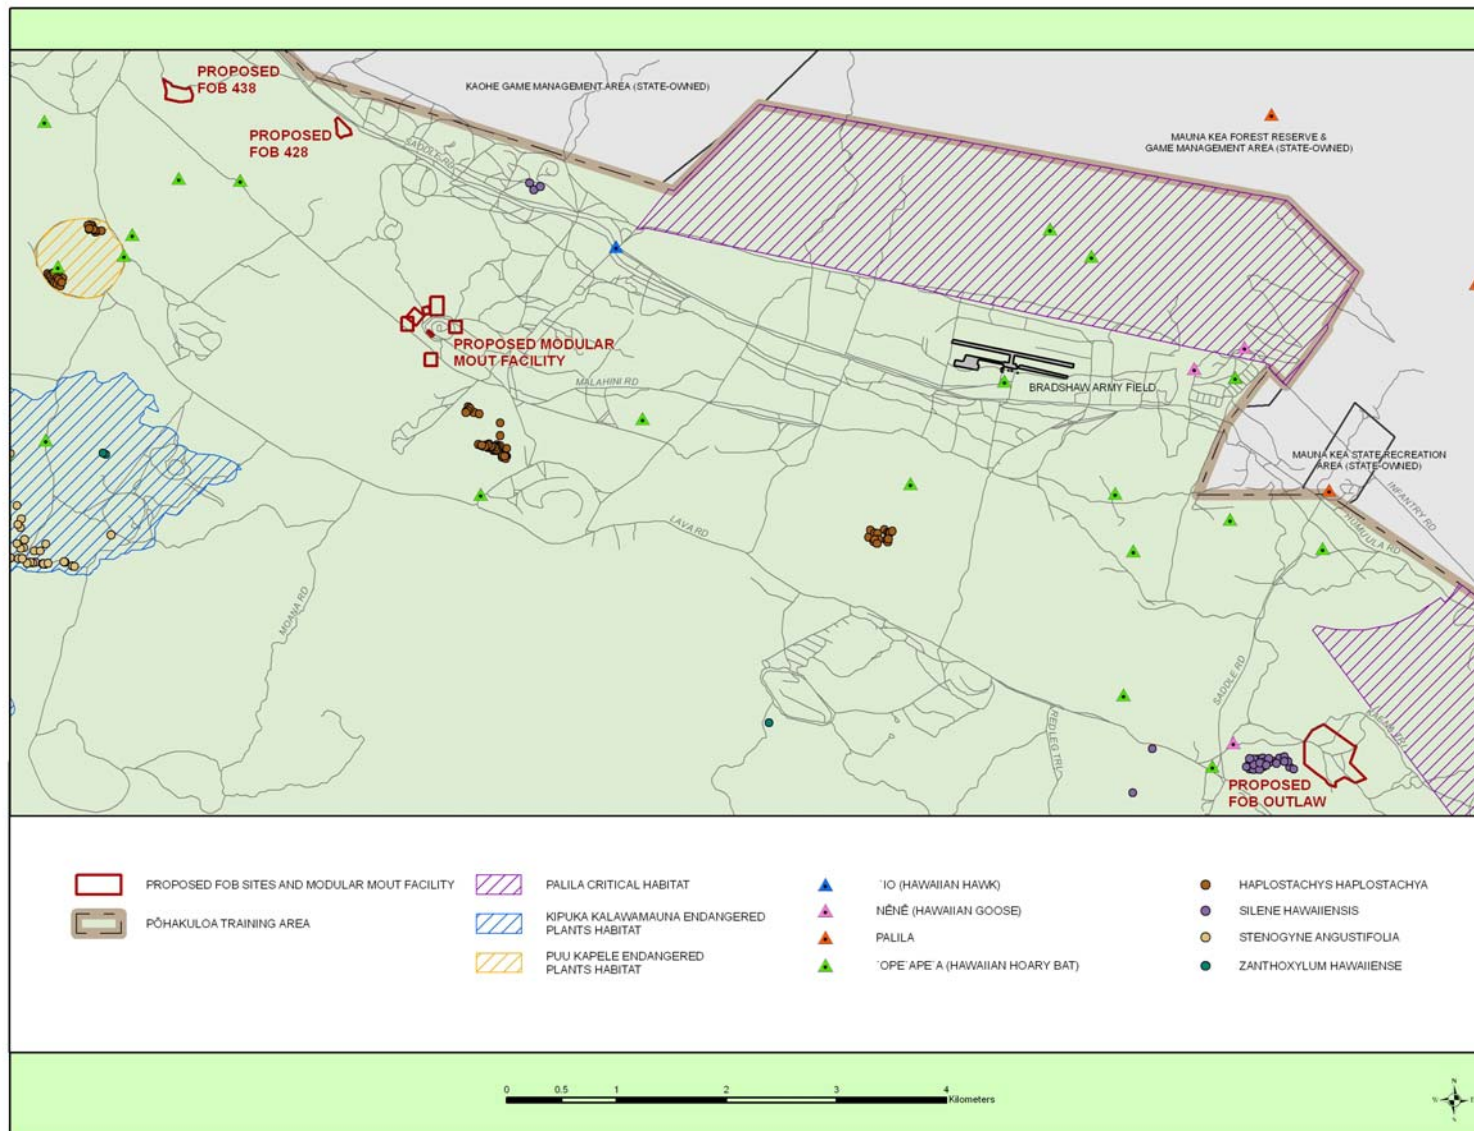 PROPOSED
FOB 438
KAOHE GAME MANAGEMENT AREA (STATE-OWNED)
PROPOSED
FOB 428
SADDLE RD
MAUNA KEA FOREST RESERVE &
GAME MANAGEMENT AREA (STATE-OWNED)
PROPOSED MODULAR
MOUT FACILITY
MALAHINI RD
BRADSHAW ARMY FIELD
MAUNA KEA STATE RECREATION
AREA (STATE-OWNED)
INFANTRY RD
HUMUULA RD
LAVA RD
MOANA RD
SADDLE RD
REDLEG TRL
KAENA TRL
PROPOSED
FOB OUTLAW
PROPOSED FOB SITES AND MODULAR MOUT FACILITY
PŌHAKULOA TRAINING AREA
PALILA CRITICAL HABITAT
KIPUKA KALAWAMAUNA ENDANGERED
PLANTS HABITAT
PUU KAPELE ENDANGERED
PLANTS HABITAT
`IO (HAWAIIAN HAWK)
NĒNĒ (HAWAIIAN GOOSE)
PALILA
`OPE`APE`A (HAWAIIAN HOARY BAT)
HAPLOSTACHYS HAPLOSTACHYA
SILENE HAWAIIENSIS
STENOGYNE ANGUSTIFOLIA
ZANTHOXYLUM HAWAIIENSE
0 0.5 1 2 3 4
Kilometers
N
W E
S